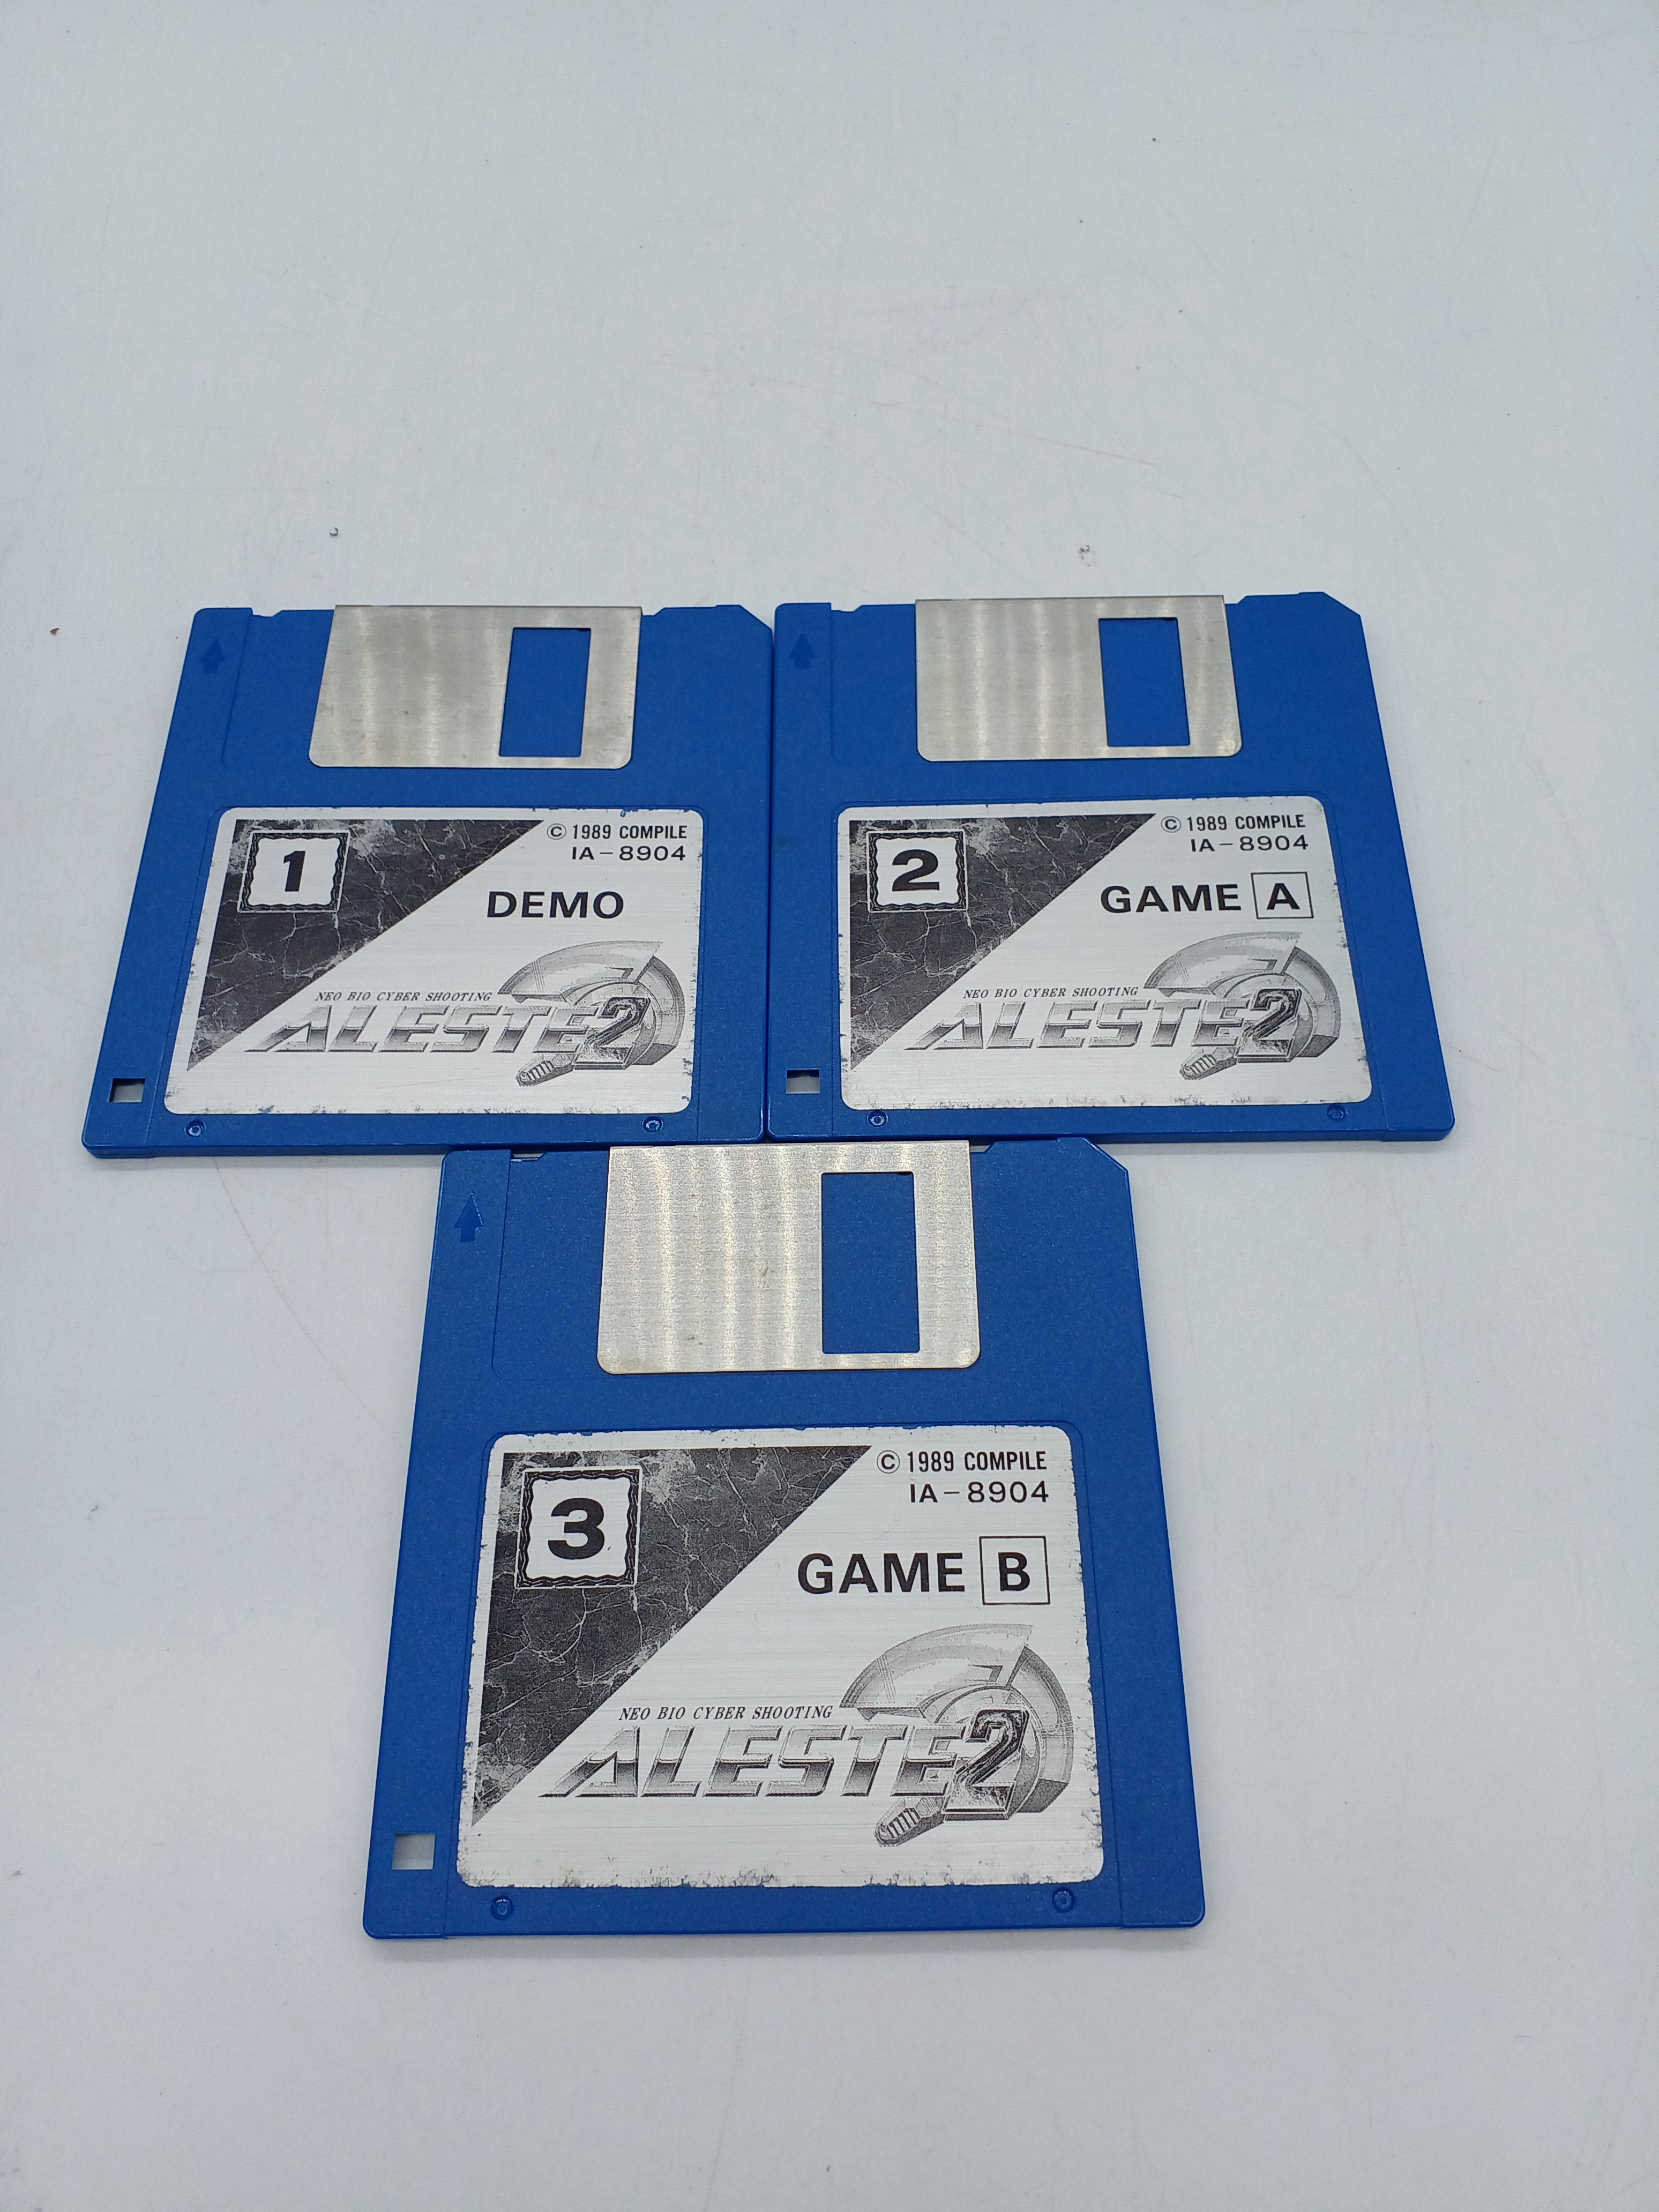 1
© 1989 COMPILE
IA-8904
DEMO
NEO BIO CYBER SHOOTING
ALESTE2
2
© 1989 COMPILE
IA-8904
GAME A
NEO BIO CYBER SHOOTING
ALESTE2
3
© 1989 COMPILE
IA-8904
GAME B
NEO BIO CYBER SHOOTING
ALESTE2